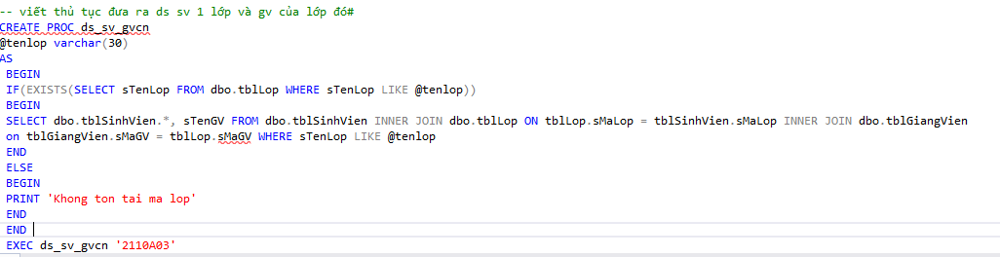 -- viết thủ tục đưa ra ds sv 1 lớp và gv của lớp đó#
CREATE PROC ds_sv_gvcn
@tenlop varchar(30)
AS
BEGIN
IF(EXISTS(SELECT sTenLop FROM dbo.tblLop WHERE sTenLop LIKE @tenlop))
BEGIN
SELECT dbo.tblSinhVien.*, sTenGV FROM dbo.tblSinhVien INNER JOIN dbo.tblLop ON tblLop.sMaLop = tblSinhVien.sMaLop INNER JOIN dbo.tblGiangVien
on tblGiangVien.sMaGV = tblLop.sMaGV WHERE sTenLop LIKE @tenlop
END
ELSE
BEGIN
PRINT 'Khong ton tai ma lop'
END
END
EXEC ds_sv_gvcn '2110A03'